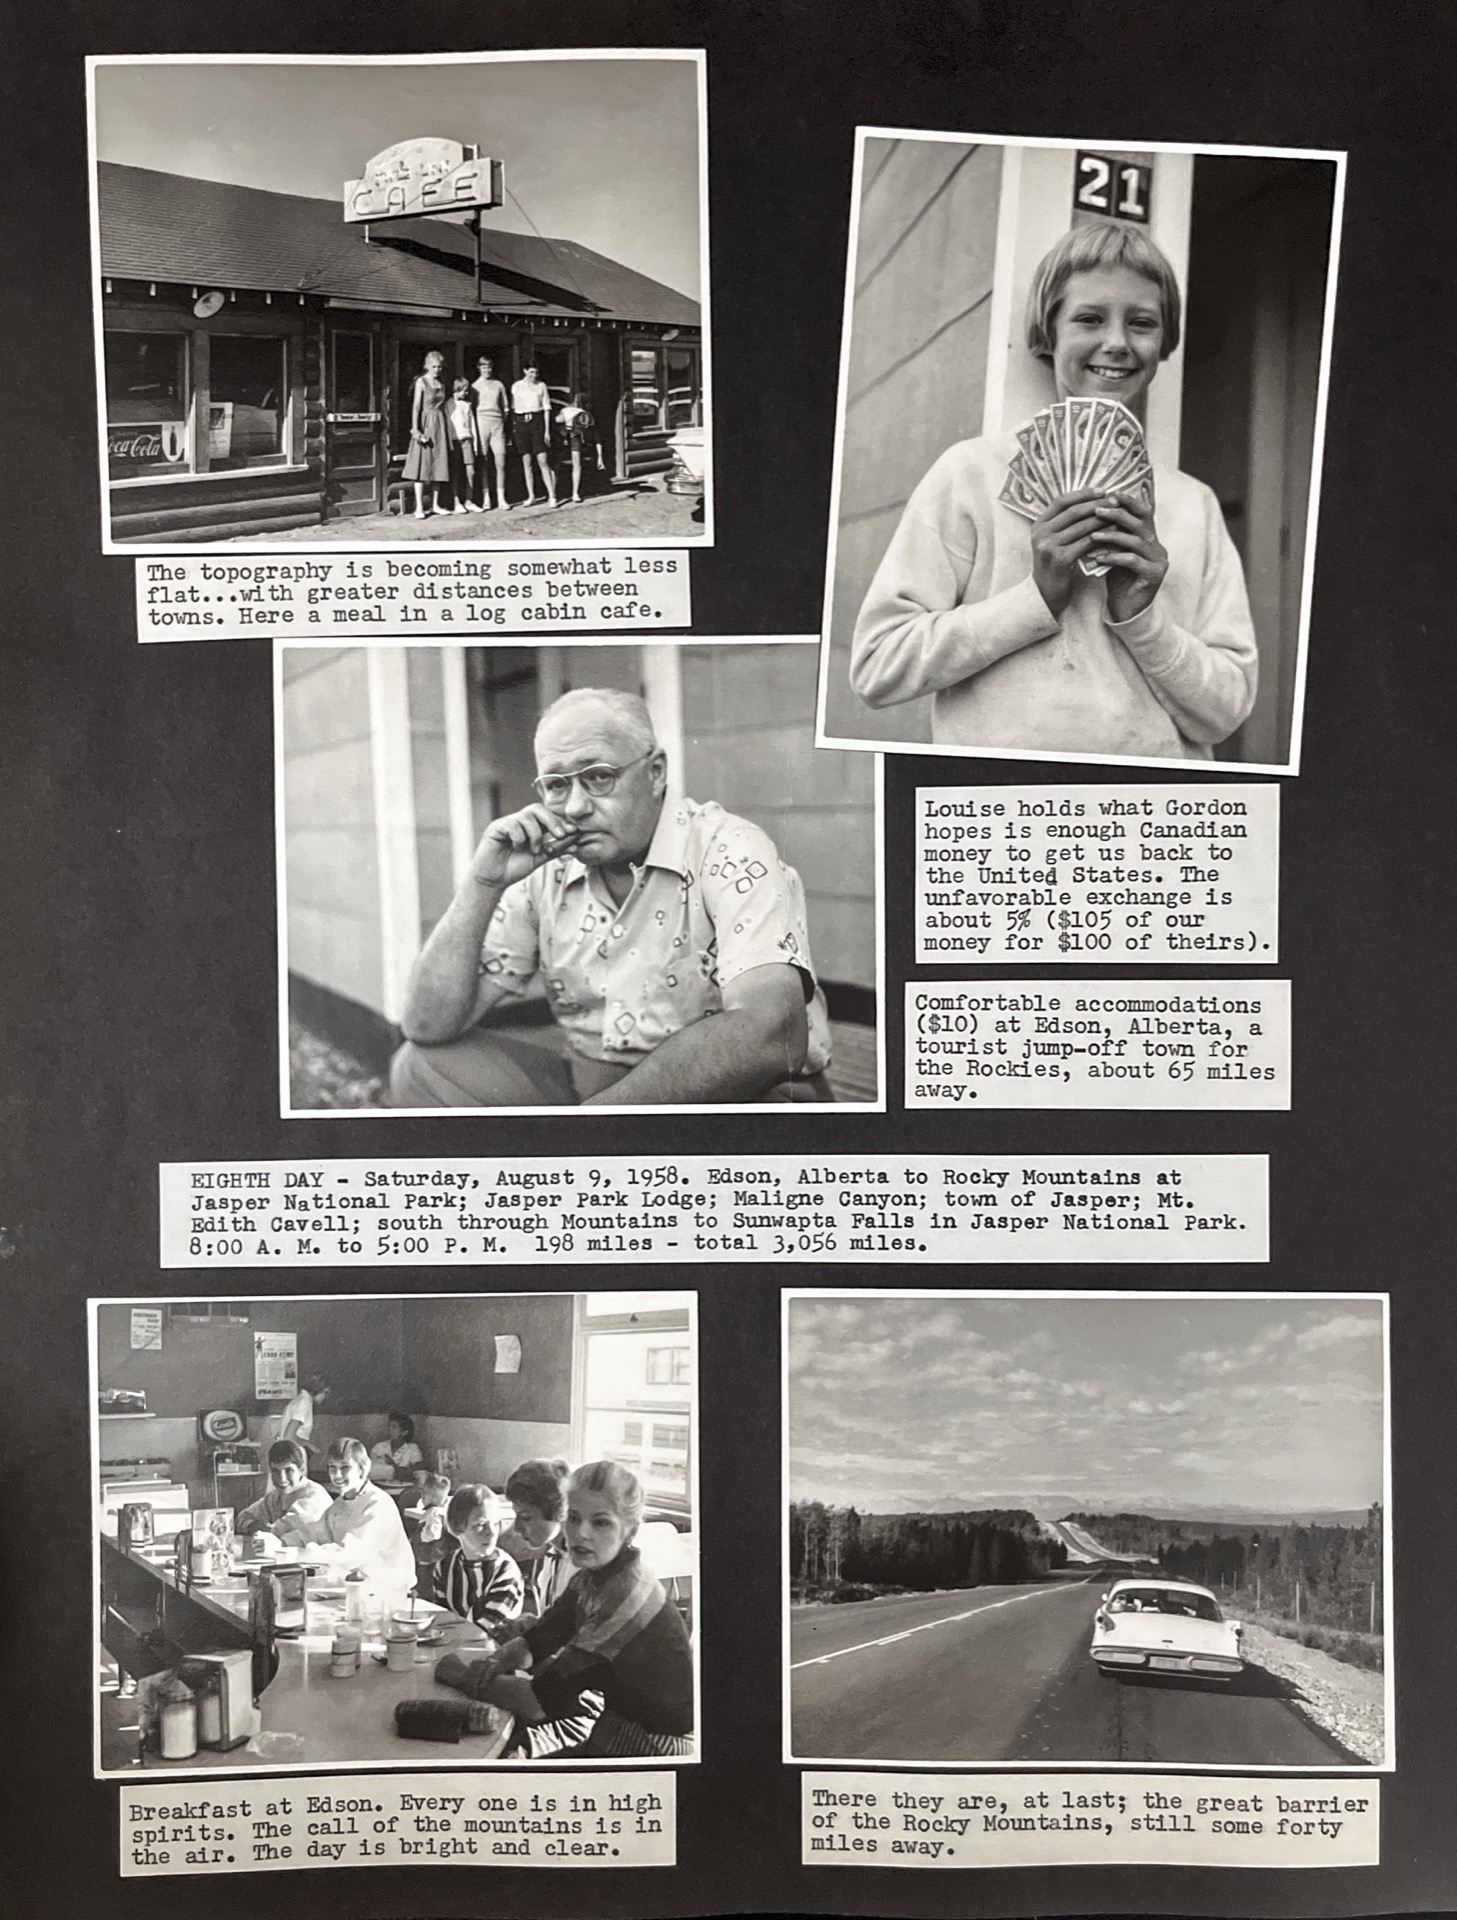 CAFE
Coca-Cola
21
The topography is becoming somewhat less
flat...with greater distances between
towns. Here a meal in a log cabin cafe.
Louise holds what Gordon
hopes is enough Canadian
money to get us back to
the United States. The
unfavorable exchange is
about 5% ($105 of our
money for $100 of theirs).
Comfortable accommodations
($10) at Edson, Alberta, a
tourist jump-off town for
the Rockies, about 65 miles
away.
EIGHTH DAY - Saturday, August 9, 1958. Edson, Alberta to Rocky Mountains at
Jasper National Park; Jasper Park Lodge; Maligne Canyon; town of Jasper; Mt.
Edith Cavell; south through Mountains to Sunwapta Falls in Jasper National Park.
8:00 A. M. to 5:00 P. M. 198 miles - total 3,056 miles.
Breakfast at Edson. Every one is in high
spirits. The call of the mountains is in
the air. The day is bright and clear.
There they are, at last; the great barrier
of the Rocky Mountains, still some forty
miles away.